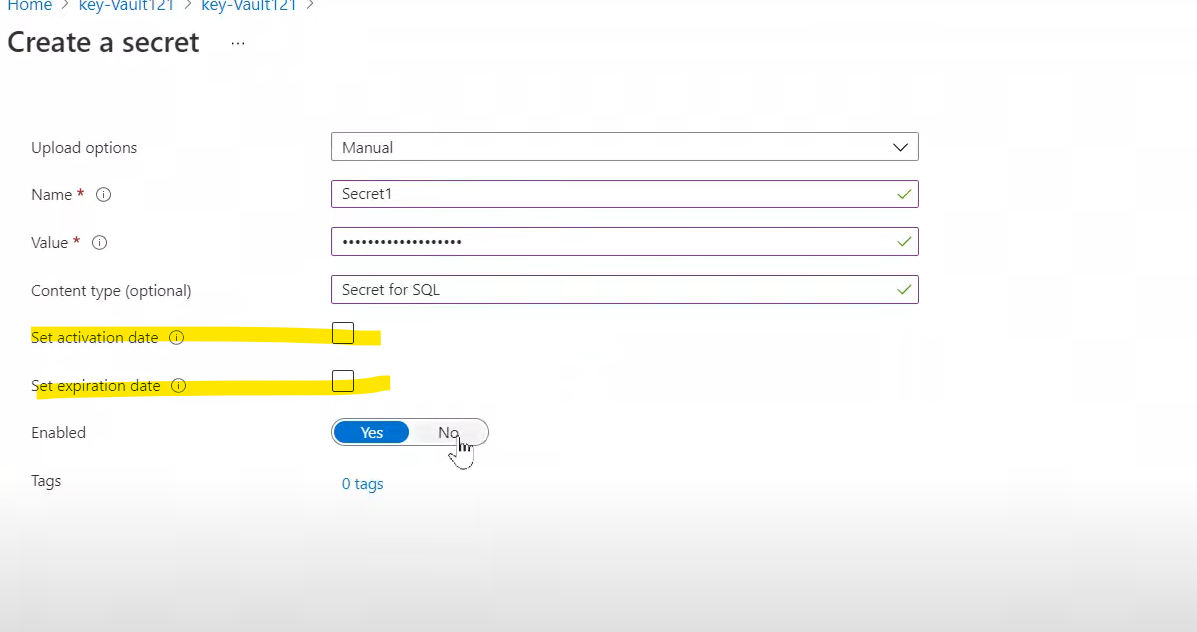 Home > key-Vault121 > key-Vault121 >
Create a secret ...
Upload options Manual
Name * Secret1
Value * •••••••••••••••••••
Content type (optional) Secret for SQL
Set activation date
Set expiration date
Enabled Yes No
Tags 0 tags